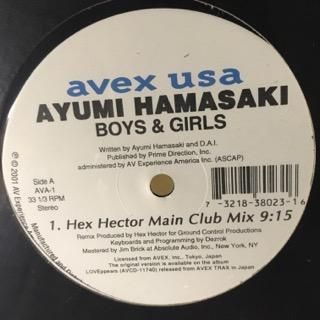 avex usa
AYUMI HAMASAKI
BOYS & GIRLS
Written by Ayumi Hamasaki and D.A.I.
Published by Prime Direction, Inc.
administered by AV Experience America Inc. (ASCAP)
Side A
AVA-1
33 1/3 RPM
Stereo
7 -3218-38023-1 6
1. Hex Hector Main Club Mix 9:15
Remix Produced by Hex Hector for Ground Control Productions
Keyboards and Programming by Dezrok
Mastered by Jim Brick at Absolute Audio, Inc., New York, NY
Licensed from AVEX, Inc. Tokyo, Japan
The original version is available on the album
LOVEppears (AVCD-11740) released from AVEX TRAX in Japan
℗ © 2001 AV Experience
Manufactured and